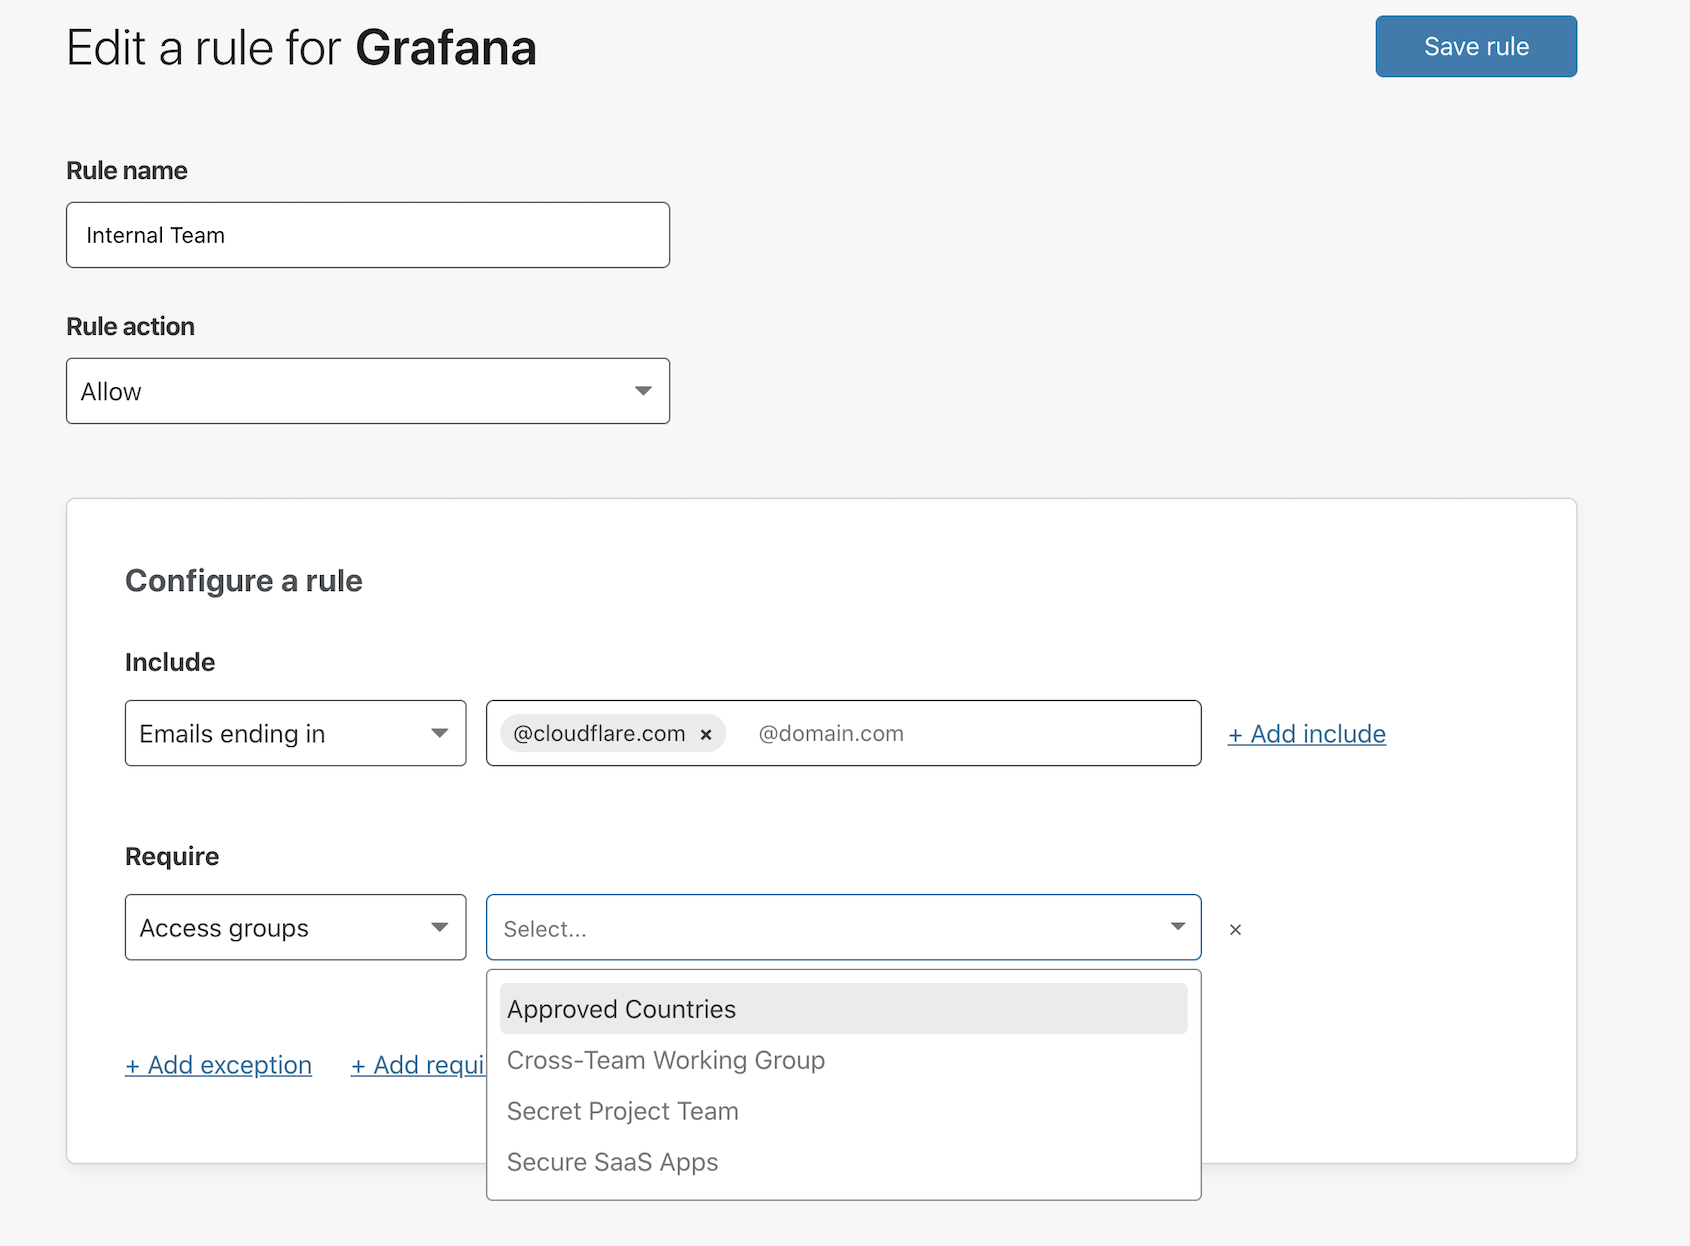 Edit a rule for Grafana
Save rule
Rule name
Internal Team
Rule action
Allow
Configure a rule
Include
Emails ending in
@cloudflare.com ×
@domain.com
+ Add include
Require
Access groups
Select...
×
Approved Countries
Cross-Team Working Group
Secret Project Team
Secure SaaS Apps
+ Add exception
+ Add requi